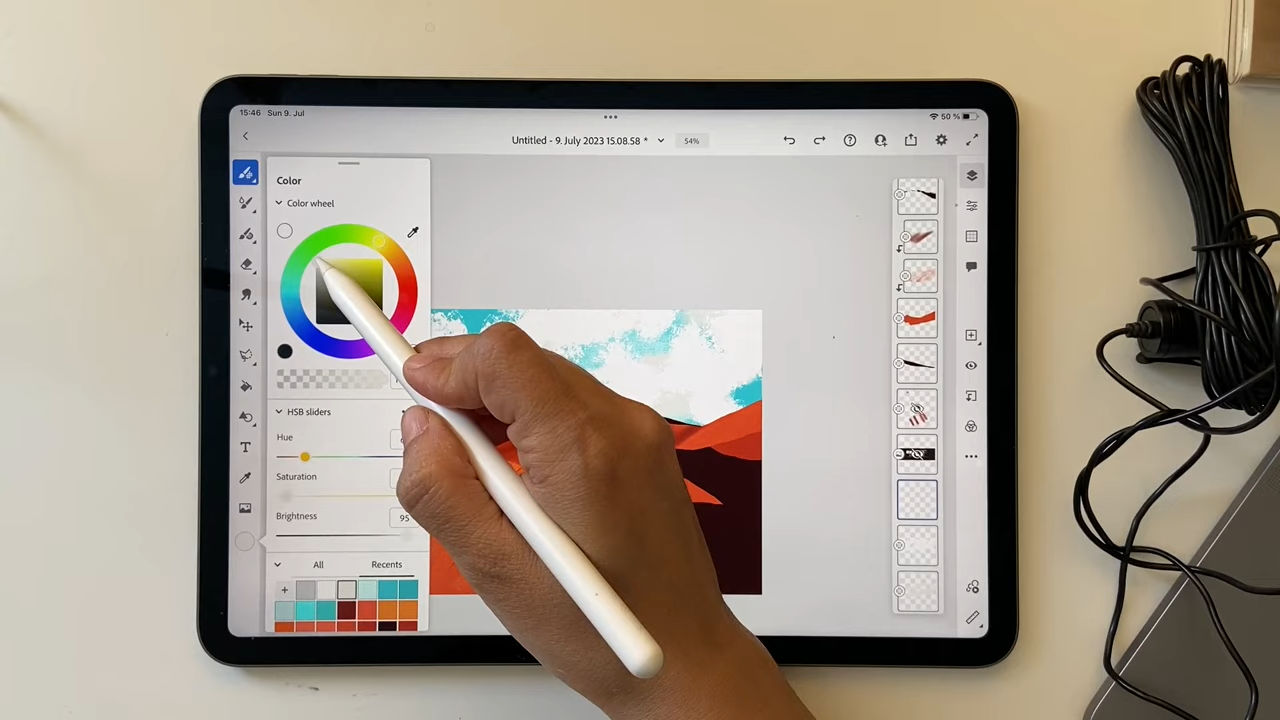 15:46 Sun 9. Jul
50 %
Untitled - 9. July 2023 15.08.58 *
54%
Color
Color wheel
HSB sliders
Hue
Saturation
Brightness
95
All
Recents
T